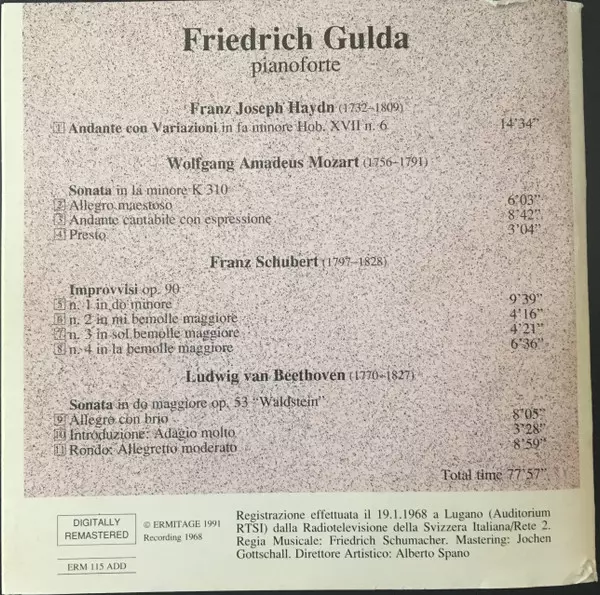 Friedrich Gulda
pianoforte
Franz Joseph Haydn (1732-1809)
1 Andante con Variazioni in fa minore Hob. XVII n. 6 14'34"
Wolfgang Amadeus Mozart (1756-1791)
Sonata in la minore K 310
2 Allegro maestoso 6'03"
3 Andante cantabile con espressione 8'42"
4 Presto 3'04"
Franz Schubert (1797-1828)
Improvvisi op. 90
5 n. 1 in do minore 9'39"
6 n. 2 in mi bemolle maggiore 4'16"
7 n. 3 in sol bemolle maggiore 4'21"
8 n. 4 in la bemolle maggiore 6'36"
Ludwig van Beethoven (1770-1827)
Sonata in do maggiore op. 53 "Waldstein"
9 Allegro con brio 8'05"
10 Introduzione: Adagio molto 3'28"
11 Rondo: Allegretto moderato 8'59"
Total time 77'57"
DIGITALLY
REMASTERED
ERM 115 ADD
© ERMITAGE 1991
Recording 1968
Registrazione effettuata il 19.1.1968 a Lugano (Auditorium
RTSI) dalla Radiotelevisione della Svizzera Italiana/Rete 2.
Regia Musicale: Friedrich Schumacher. Mastering: Jochen
Gottschall. Direttore Artistico: Alberto Spano